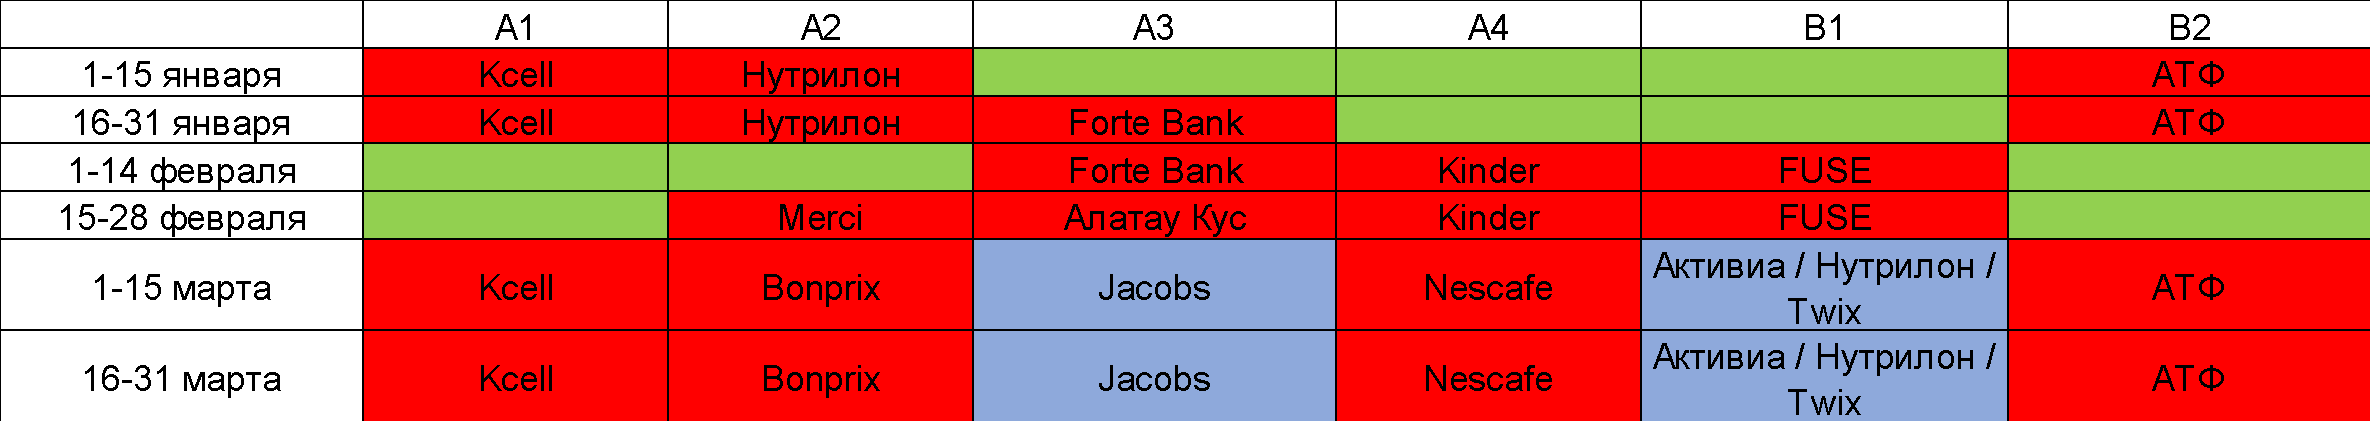 A1 A2 A3 A4 B1 B2
1-15 января Kcell Нутрилон АТФ
16-31 января Kcell Нутрилон Forte Bank АТФ
1-14 февраля Forte Bank Kinder FUSE
15-28 февраля Merci Алатау Кус Kinder FUSE
1-15 марта Kcell Bonprix Jacobs Nescafe Активиа / Нутрилон /
Twix АТФ
16-31 марта Kcell Bonprix Jacobs Nescafe Активиа / Нутрилон /
Twix АТФ